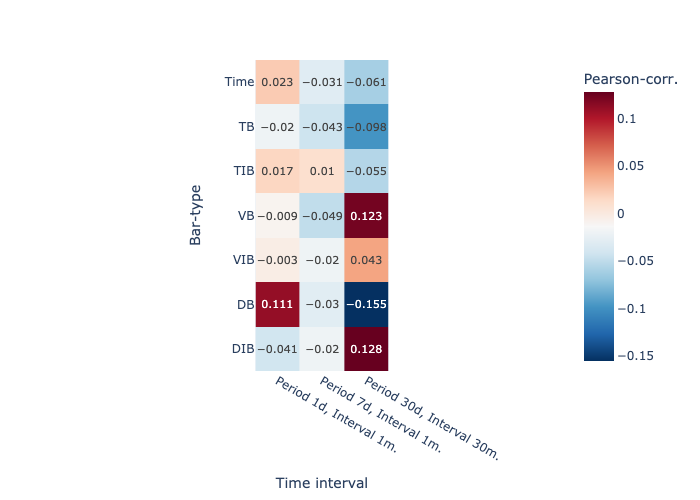 Pearson-corr.
Time 0.023 −0.031 −0.061
TB −0.02 −0.043 −0.098
TIB 0.017 0.01 −0.055
VB −0.009 −0.049 0.123
VIB −0.003 −0.02 0.043
DB 0.111 −0.03 −0.155
DIB −0.041 −0.02 0.128
Bar-type
Period 1d, Interval 1m.
Period 7d, Interval 1m.
Period 30d, Interval 30m.
Time interval
0.1
0.05
0
−0.05
−0.1
−0.15